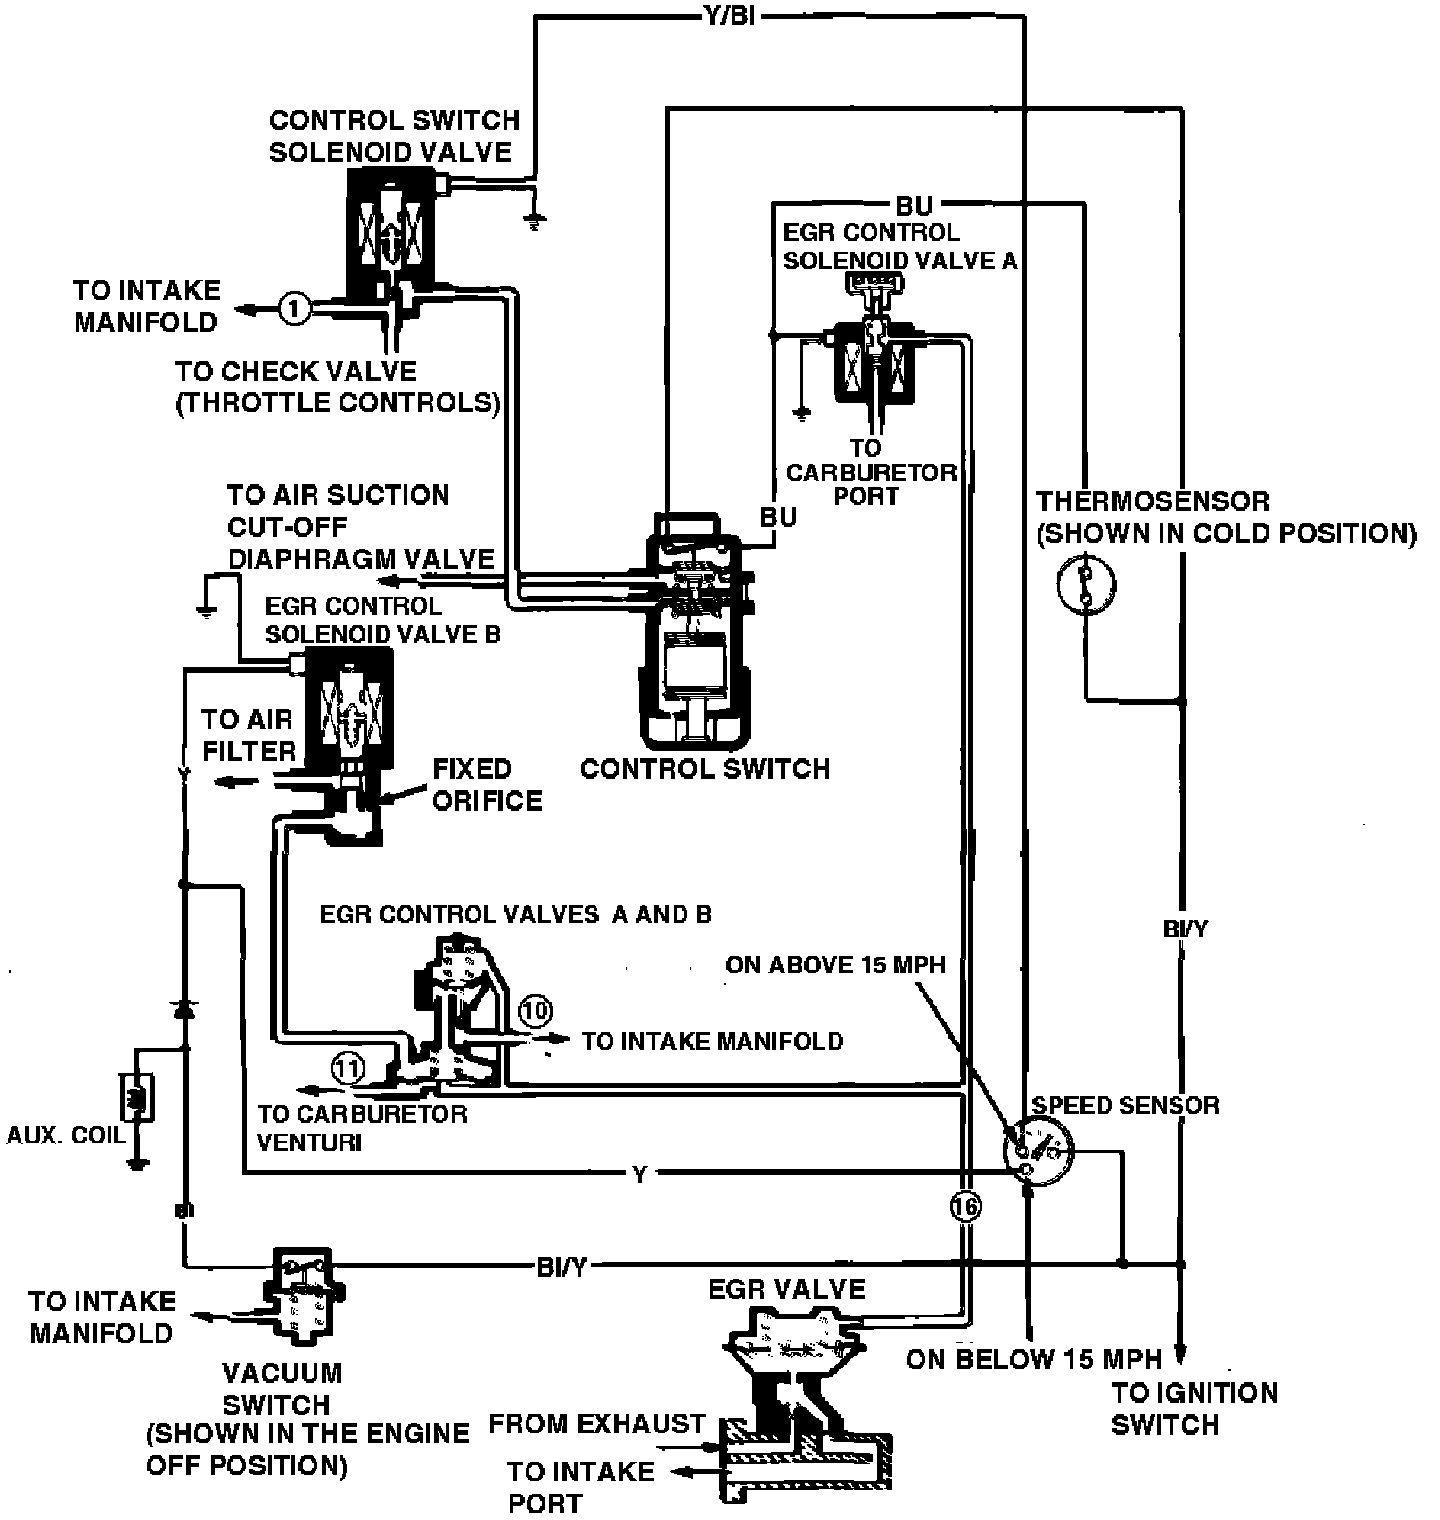 Y/Bl
CONTROL SWITCH
SOLENOID VALVE
BU
EGR CONTROL
SOLENOID VALVE A
TO INTAKE
MANIFOLD
1
TO CHECK VALVE
(THROTTLE CONTROLS)
TO
CARBURETOR
PORT
TO AIR SUCTION
CUT-OFF
DIAPHRAGM VALVE
BU
THERMOSENSOR
(SHOWN IN COLD POSITION)
EGR CONTROL
SOLENOID VALVE B
TO AIR
FILTER
Y
FIXED
ORIFICE
CONTROL SWITCH
EGR CONTROL VALVES A AND B
Bl/Y
ON ABOVE 15 MPH
10
TO INTAKE MANIFOLD
11
TO CARBURETOR
VENTURI
SPEED SENSOR
AUX. COIL
Y
16
Bl/Y
EGR VALVE
TO INTAKE
MANIFOLD
VACUUM
SWITCH
(SHOWN IN THE ENGINE
OFF POSITION)
ON BELOW 15 MPH
TO IGNITION
SWITCH
FROM EXHAUST
TO INTAKE
PORT